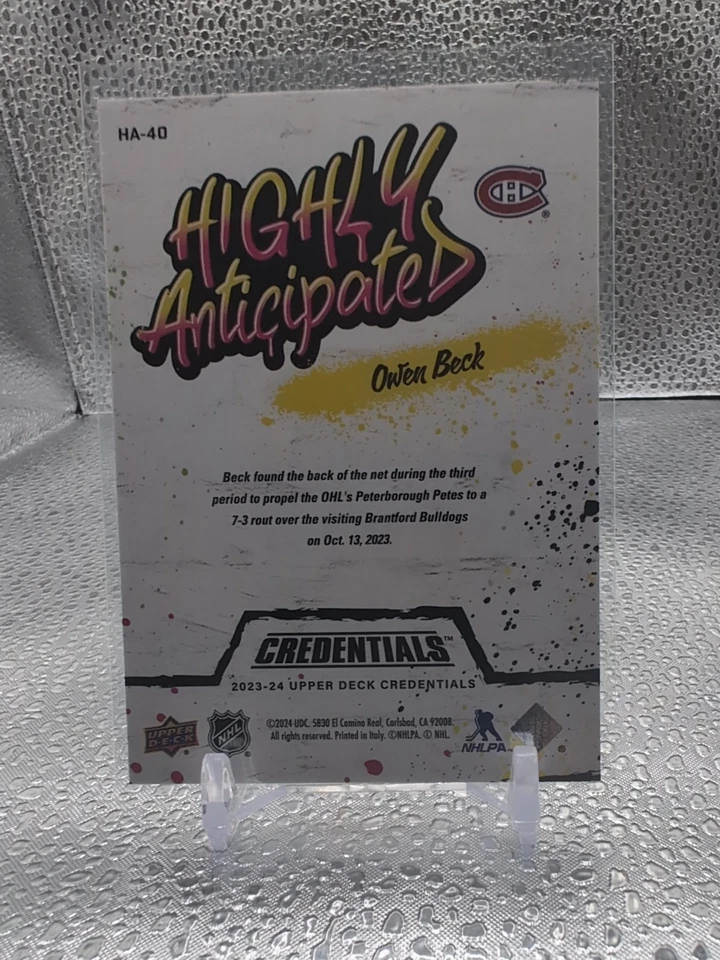 HA-40
HIGHLY
AnticipateD
Owen Beck
Beck found the back of the net during the third
period to propel the OHL's Peterborough Petes to a
7-3 rout over the visiting Brantford Bulldogs
on Oct. 13, 2023.
CREDENTIALS™
2023-24 UPPER DECK CREDENTIALS
UPPER
D·E·C·K
NHL
®
©2024 UDC. 5830 El Camino Real, Carlsbad, CA 92008.
All rights reserved. Printed in Italy. ©NHLPA. © NHL.
NHLPA
®